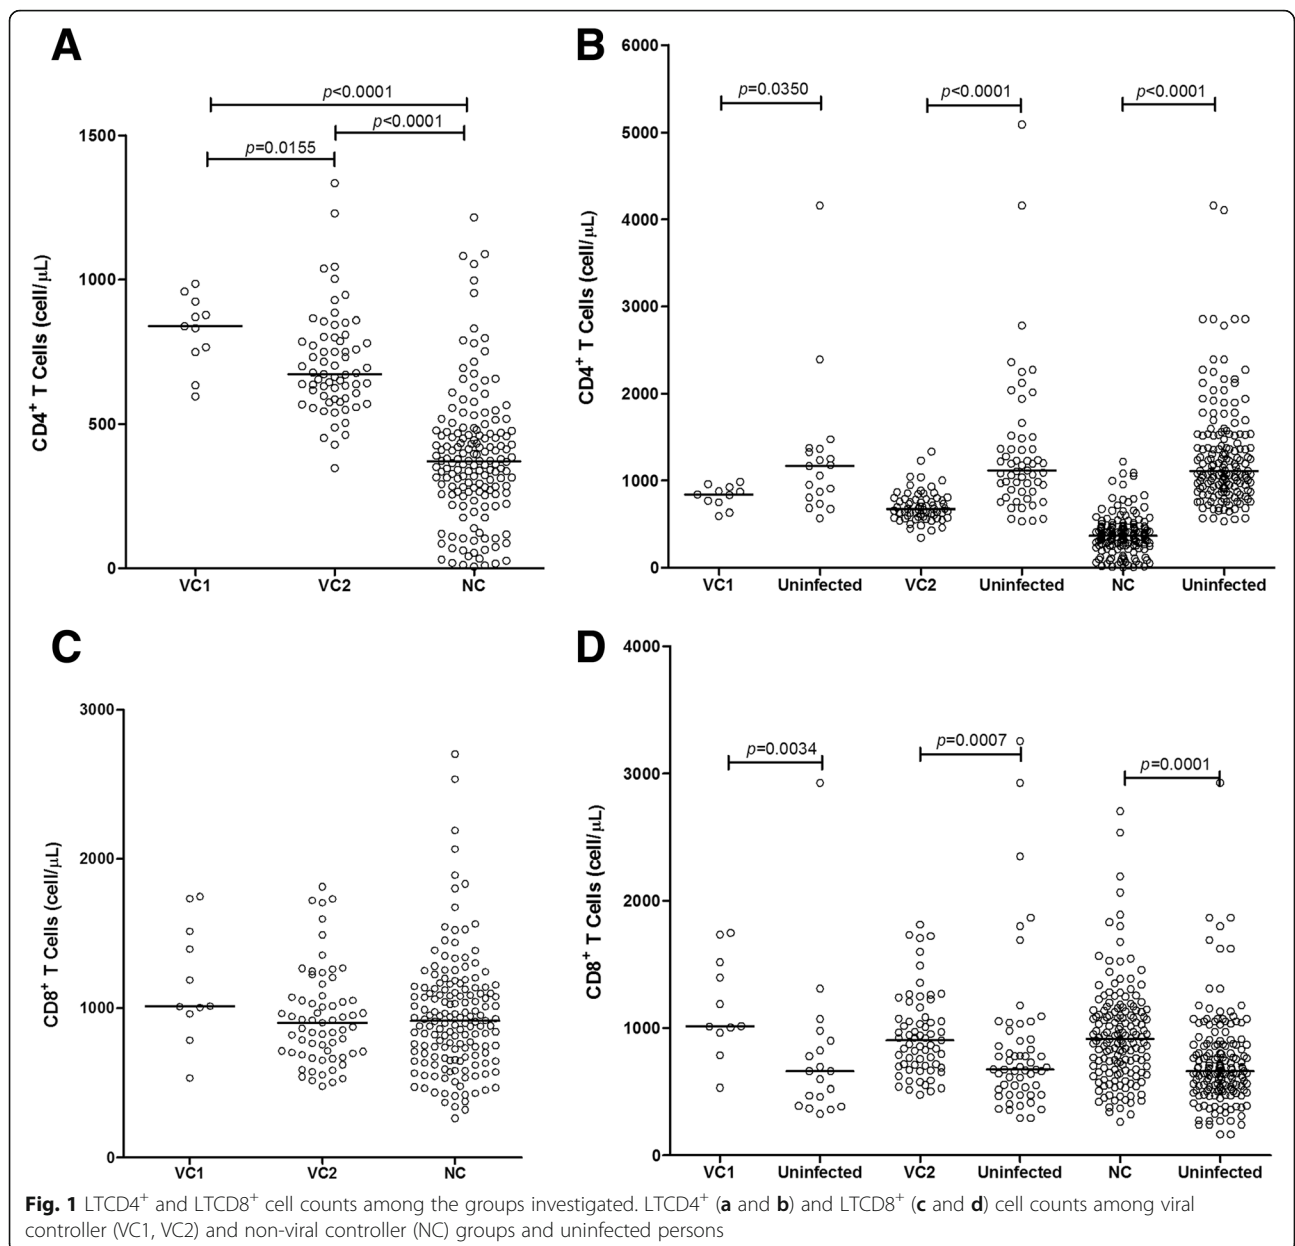 A
p<0.0001
p<0.0001
p=0.0155
1500
1000
500
0
CD4+ T Cells (cell/μL)
VC1 VC2 NC
B
6000
5000
4000
3000
2000
1000
0
p=0.0350 p<0.0001 p<0.0001
CD4+ T Cells (cell/μL)
VC1 Uninfected VC2 Uninfected NC Uninfected
C
3000
2000
1000
0
CD8+ T Cells (cell/μL)
VC1 VC2 NC
D
4000
3000
2000
1000
0
p=0.0034 p=0.0007 p=0.0001
CD8+ T Cells (cell/μL)
VC1 Uninfected VC2 Uninfected NC Uninfected
Fig. 1 LTCD4+ and LTCD8+ cell counts among the groups investigated. LTCD4+ (a and b) and LTCD8+ (c and d) cell counts among viral
controller (VC1, VC2) and non-viral controller (NC) groups and uninfected persons